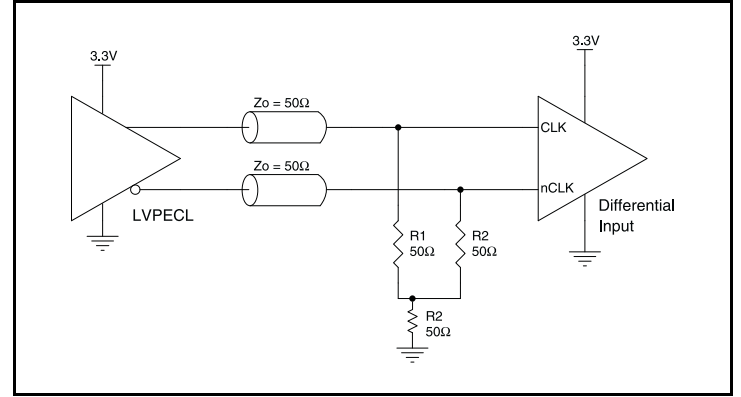 3.3V
3.3V
Zo = 50Ω
CLK
Zo = 50Ω
nCLK
LVPECL
Differential
Input
R1
50Ω
R2
50Ω
R2
50Ω